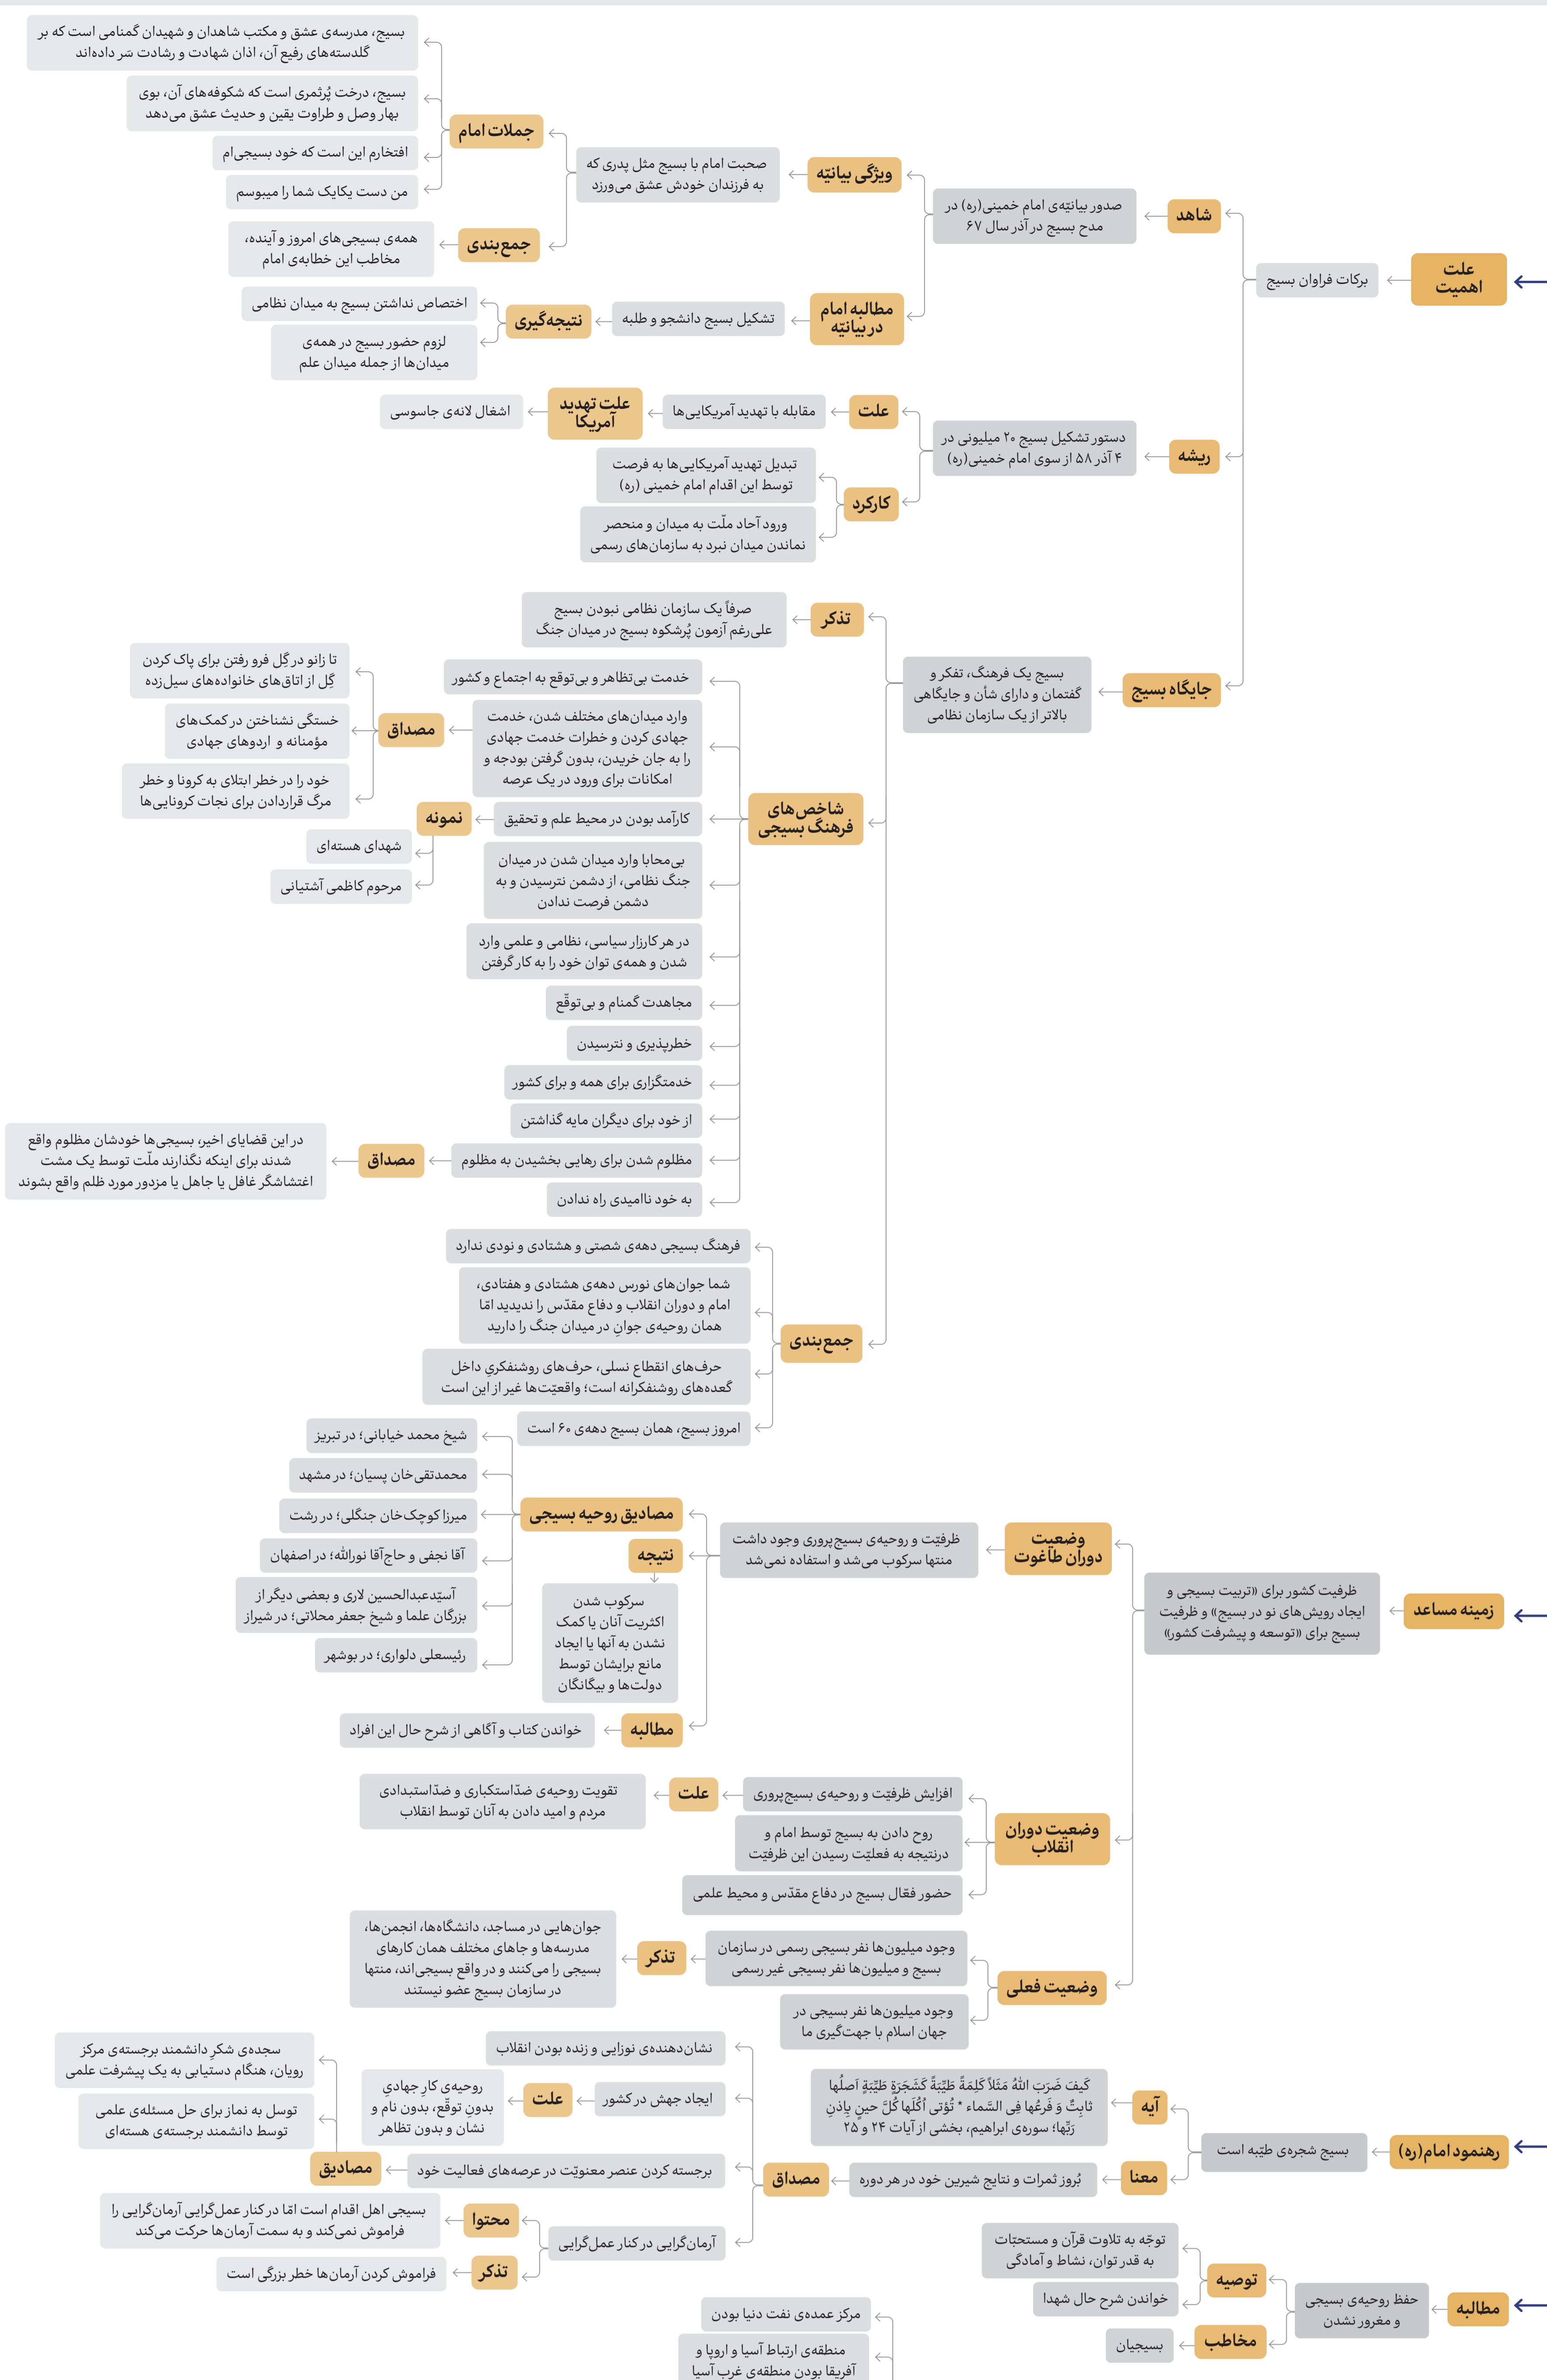 علت
اهمیت
برکات فراوان بسیج
شاهد
صدور بیانیّه‌ی امام خمینی(ره) در
مدح بسیج در آذر سال ۶۷
ویژگی بیانیّه
صحبت امام با بسیج مثل پدری که
به فرزندان خودش عشق می‌ورزد
جملات امام
بسیج، مدرسه‌ی عشق و مکتب شاهدان و شهیدان گمنامی است که بر
گلدسته‌های رفیع آن، اذان شهادت و رشادت سَر داده‌اند
بسیج، درخت پُرثمری است که شکوفه‌های آن، بوی
بهار وصل و طراوت یقین و حدیث عشق می‌دهد
افتخارم این است که خود بسیجی‌ام
من دست یکایک شما را میبوسم
جمع‌بندی
همه‌ی بسیجی‌های امروز و آینده،
مخاطب این خطابه‌ی امام
مطالبه امام
در بیانیّه
تشکیل بسیج دانشجو و طلبه
نتیجه‌گیری
اختصاص نداشتن بسیج به میدان نظامی
لزوم حضور بسیج در همه‌ی
میدان‌ها از جمله میدان علم
ریشه
دستور تشکیل بسیج ۲۰ میلیونی در
۴ آذر ۵۸ از سوی امام خمینی(ره)
علت
مقابله با تهدید آمریکایی‌ها
علت تهدید
آمریکا
اشغال لانه‌ی جاسوسی
کارکرد
تبدیل تهدید آمریکایی‌ها به فرصت
توسط این اقدام امام خمینی (ره)
ورود آحاد ملّت به میدان و منحصر
نماندن میدان نبرد به سازمان‌های رسمی
جایگاه بسیج
بسیج یک فرهنگ، تفکر و
گفتمان و دارای شأن و جایگاهی
بالاتر از یک سازمان نظامی
تذکر
صرفاً یک سازمان نظامی نبودن بسیج
علی‌رغم آزمون پُرشکوه بسیج در میدان جنگ
شاخص‌های
فرهنگ بسیجی
خدمت بی‌تظاهر و بی‌توقع به اجتماع و کشور
وارد میدان‌های مختلف شدن، خدمت
جهادی کردن و خطرات خدمت جهادی
را به جان خریدن، بدون گرفتن بودجه و
امکانات برای ورود در یک عرصه
مصداق
تا زانو در گِل فرو رفتن برای پاک کردن
گِل از اتاق‌های خانواده‌های سیل‌زده
خستگی نشناختن در کمک‌های
مؤمنانه و اردوهای جهادی
خود را در خطر ابتلای به کرونا و خطر
مرگ قراردادن برای نجات کرونایی‌ها
کارآمد بودن در محیط علم و تحقیق
نمونه
شهدای هسته‌ای
مرحوم کاظمی آشتیانی
بی‌محابا وارد میدان شدن در میدان
جنگ نظامی، از دشمن نترسیدن و به
دشمن فرصت ندادن
در هر کارزار سیاسی، نظامی و علمی وارد
شدن و همه‌ی توان خود را به کار گرفتن
مجاهدت گمنام و بی‌توقّع
خطرپذیری و نترسیدن
خدمتگزاری برای همه و برای کشور
از خود برای دیگران مایه گذاشتن
مظلوم شدن برای رهایی بخشیدن به مظلوم
مصداق
در این قضایای اخیر، بسیجی‌ها خودشان مظلوم واقع
شدند برای اینکه نگذارند ملّت توسط یک مشت
اغتشاشگر غافل یا جاهل یا مزدور مورد ظلم واقع بشوند
به خود ناامیدی راه ندادن
جمع‌بندی
فرهنگ بسیجی دهه‌ی شصتی و هشتادی و نودی ندارد
شما جوان‌های نورس دهه‌ی هشتادی و هفتادی،
امام و دوران انقلاب و دفاع مقدّس را ندیدید امّا
همان روحیه‌ی جوانِ در میدان جنگ را دارید
حرف‌های انقطاع نسلی، حرف‌های روشنفکریِ داخل
گعده‌های روشنفکرانه است؛ واقعیّت‌ها غیر از این است
امروز بسیج، همان بسیج دهه‌ی ۶۰ است
زمینه مساعد
ظرفیت کشور برای «تربیت بسیجی و
ایجاد رویش‌های نو در بسیج» و ظرفیت
بسیج برای «توسعه و پیشرفت کشور»
وضعیت
دوران طاغوت
ظرفیّت و روحیه‌ی بسیج‌پروری وجود داشت
منتها سرکوب می‌شد و استفاده نمی‌شد
مصادیق روحیه بسیجی
شیخ محمد خیابانی؛ در تبریز
محمدتقی‌خان پسیان؛ در مشهد
میرزا کوچک‌خان جنگلی؛ در رشت
آقا نجفی و حاج‌آقا نورالله؛ در اصفهان
آسیّدعبدالحسین لاری و بعضی دیگر از
بزرگان علما و شیخ جعفر محلاتی؛ در شیراز
رئیسعلی دلواری؛ در بوشهر
نتیجه
سرکوب شدن
اکثریت آنان یا کمک
نشدن به آنها یا ایجاد
مانع برایشان توسط
دولت‌ها و بیگانگان
مطالبه
خواندن کتاب و آگاهی از شرح حال این افراد
وضعیت دوران
انقلاب
افزایش ظرفیّت و روحیه‌ی بسیج‌پروری
علت
تقویت روحیه‌ی ضدّاستکباری و ضدّاستبدادی
مردم و امید دادن به آنان توسط انقلاب
روح دادن به بسیج توسط امام و
درنتیجه به فعلیّت رسیدن این ظرفیّت
حضور فعّال بسیج در دفاع مقدّس و محیط علمی
وضعیت فعلی
وجود میلیون‌ها نفر بسیجی رسمی در سازمان
بسیج و میلیون‌ها نفر بسیجی غیر رسمی
تذکر
جوان‌هایی در مساجد، دانشگاه‌ها، انجمن‌ها،
مدرسه‌ها و جاهای مختلف همان کارهای
بسیجی را می‌کنند و در واقع بسیجی‌اند، منتها
در سازمان بسیج عضو نیستند
وجود میلیون‌ها نفر بسیجی در
جهان اسلام با جهت‌گیری ما
رهنمود امام(ره)
بسیج شجره‌ی طیّبه است
آیه
کَیفَ ضَرَبَ اللهُ مَثَلاً کَلِمَةً طَیِّبَةً کَشَجَرَةٍ طَیِّبَةٍ اَصلُها
ثابِتٌ وَ فَرعُها فِی السَّماء * تُؤتی اُکُلَها کُلَّ حینٍ بِاِذنِ
رَبِّها؛ سوره‌ی ابراهیم، بخشی از آیات ۲۴ و ۲۵
معنا
بُروز ثمرات و نتایج شیرین خود در هر دوره
مصداق
نشان‌دهنده‌ی نوزایی و زنده بودن انقلاب
ایجاد جهش در کشور
علت
روحیه‌ی کارِ جهادیِ
بدونِ توقّع، بدون نام و
نشان و بدون تظاهر
برجسته کردن عنصر معنویّت در عرصه‌های فعالیت خود
مصادیق
سجده‌ی شکرِ دانشمند برجسته‌ی مرکز
رویان، هنگام دستیابی به یک پیشرفت علمی
توسل به نماز برای حل مسئله‌ی علمی
توسط دانشمند برجسته‌ی هسته‌ای
آرمان‌گرایی در کنار عمل‌گرایی
محتوا
بسیجی اهل اقدام است امّا در کنار عمل‌گرایی آرمان‌گرایی را
فراموش نمی‌کند و به سمت آرمان‌ها حرکت می‌کند
تذکر
فراموش کردن آرمان‌ها خطر بزرگی است
مطالبه
حفظ روحیه‌ی بسیجی
و مغرور نشدن
توصیه
توجّه به تلاوت قرآن و مستحبّات
به قدر توان، نشاط و آمادگی
خواندن شرح حال شهدا
مخاطب
بسیجیان
مرکز عمده‌ی نفت دنیا بودن
منطقه‌ی ارتباط آسیا و اروپا و
آفریقا بودن منطقه‌ی غرب آسیا